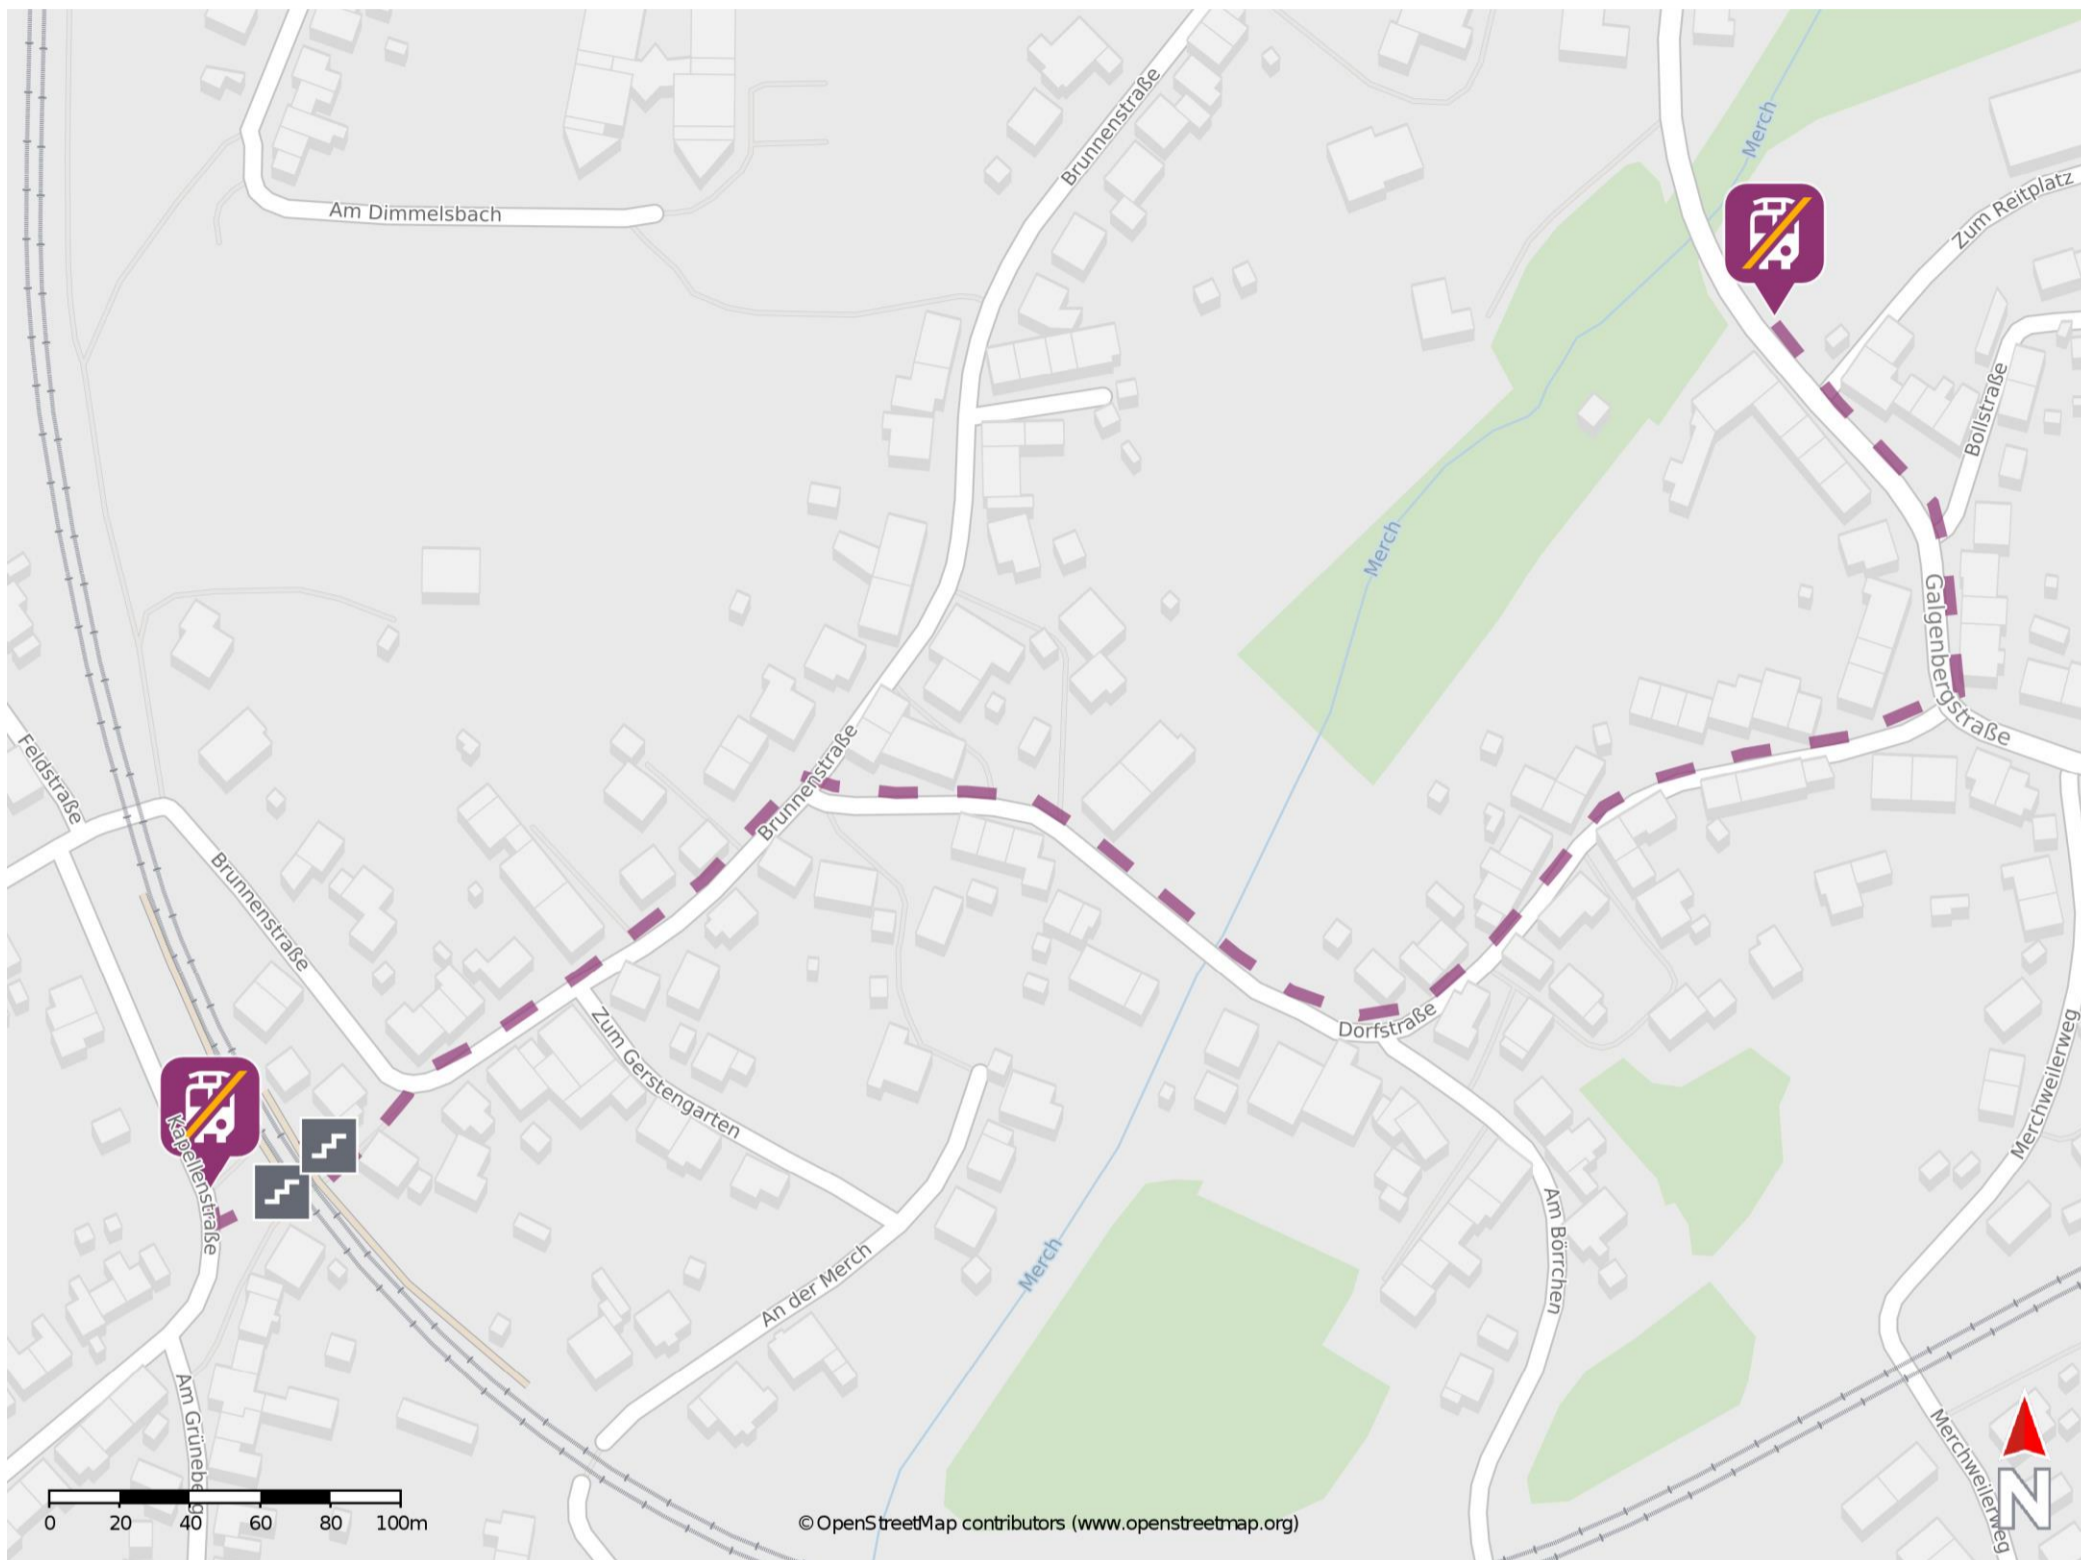 Brunnenstraße
Merch
Zum Reitplatz
Am Dimmelsbach
Bollstraße
Merch
Galgenbergstraße
Feldstraße
Brunnenstraße
Brunnenstraße
Dorfstraße
Zum Gerstengarten
Merchweilerweg
Kapellenstraße
Am Börrchen
Merch
An der Merch
Am Grüneberg
Merchweilerweg
N
0 20 40 60 80 100m
© OpenStreetMap contributors (www.openstreetmap.org)